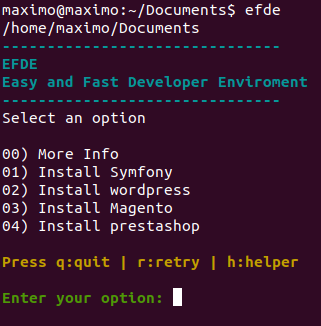 maximo@maximo:~/Documents$ efde
/home/maximo/Documents
------------------------------
EFDE
Easy and Fast Developer Enviroment
------------------------------
Select an option
00) More Info
01) Install Symfony
02) Install wordpress
03) Install Magento
04) Install prestashop
Press q:quit | r:retry | h:helper
Enter your option: